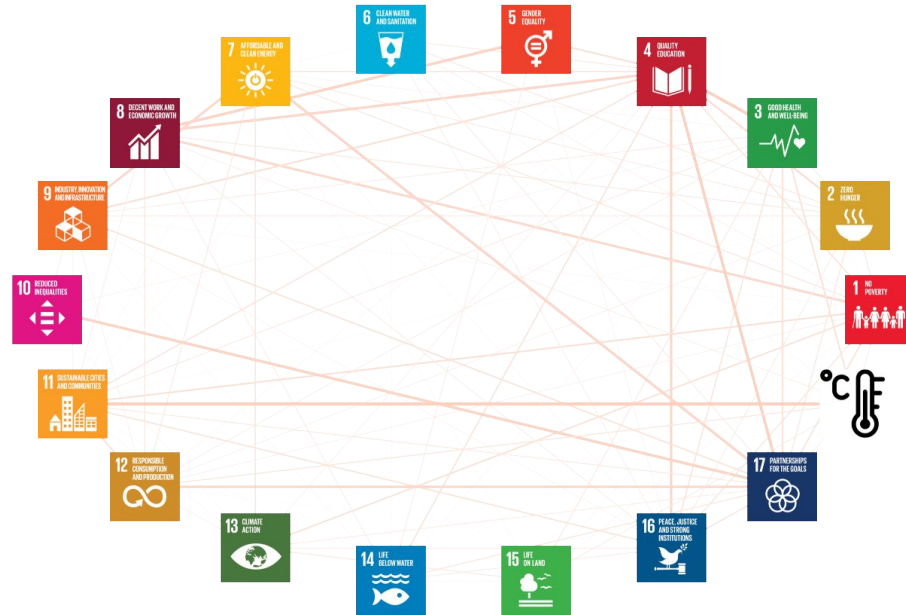 6 CLEAN WATER
AND SANITATION
5 GENDER
EQUALITY
7 AFFORDABLE AND
CLEAN ENERGY
4 QUALITY
EDUCATION
8 DECENT WORK AND
ECONOMIC GROWTH
3 GOOD HEALTH
AND WELL-BEING
9 INDUSTRY, INNOVATION
AND INFRASTRUCTURE
2 ZERO
HUNGER
10 REDUCED
INEQUALITIES
1 NO
POVERTY
11 SUSTAINABLE CITIES
AND COMMUNITIES
°C
12 RESPONSIBLE
CONSUMPTION
AND PRODUCTION
17 PARTNERSHIPS
FOR THE GOALS
13 CLIMATE
ACTION
16 PEACE, JUSTICE
AND STRONG
INSTITUTIONS
14 LIFE
BELOW WATER
15 LIFE
ON LAND